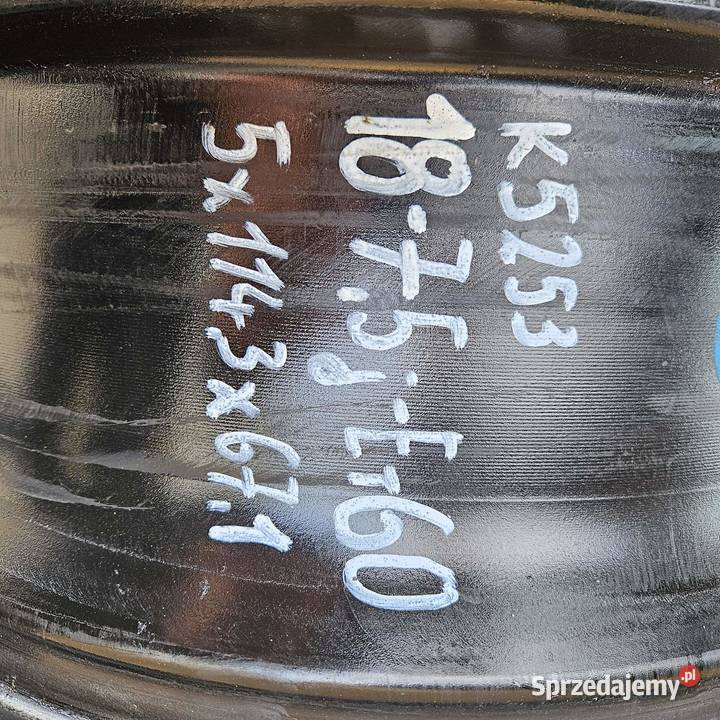 K5253
18-7,5J.-Et60
5x114.3x67.1
Sprzedajemy.pl